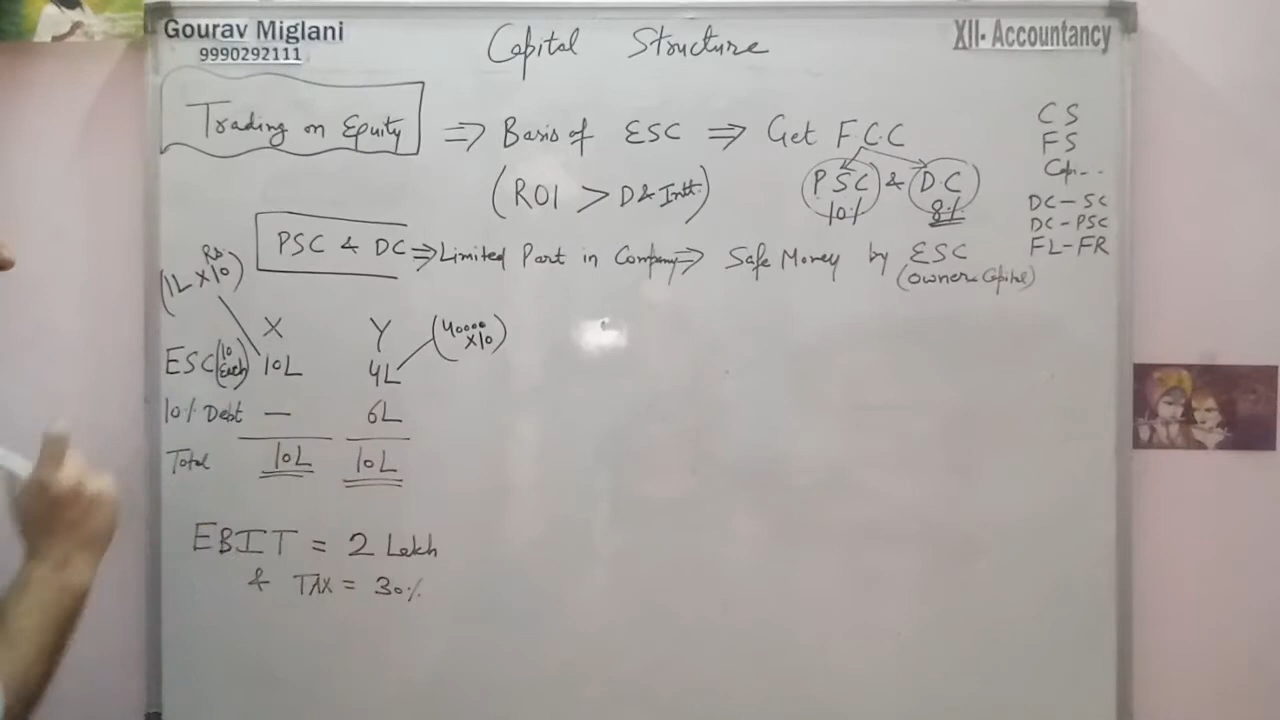 Gourav Miglani
9990292111
Capital Structure
XII- Accountancy
Trading on Equity ⇒ Basis of ESC ⇒ Get F.C.C
(ROI > D & Intt.)
PSC & D.C
10% 8%
CS
FS
Cap...
DC - SC
DC - PSC
FL - FR
PSC & DC ⇒ Limited Part in Company ⇒ Safe Money by ESC
(owner Capital)
Rs
(1L x 10)
X Y (40000 x10)
ESC (10 Each) 10L 4L
10% Debt — 6L
Total 10L 10L
EBIT = 2 Lakh
& TAX = 30%